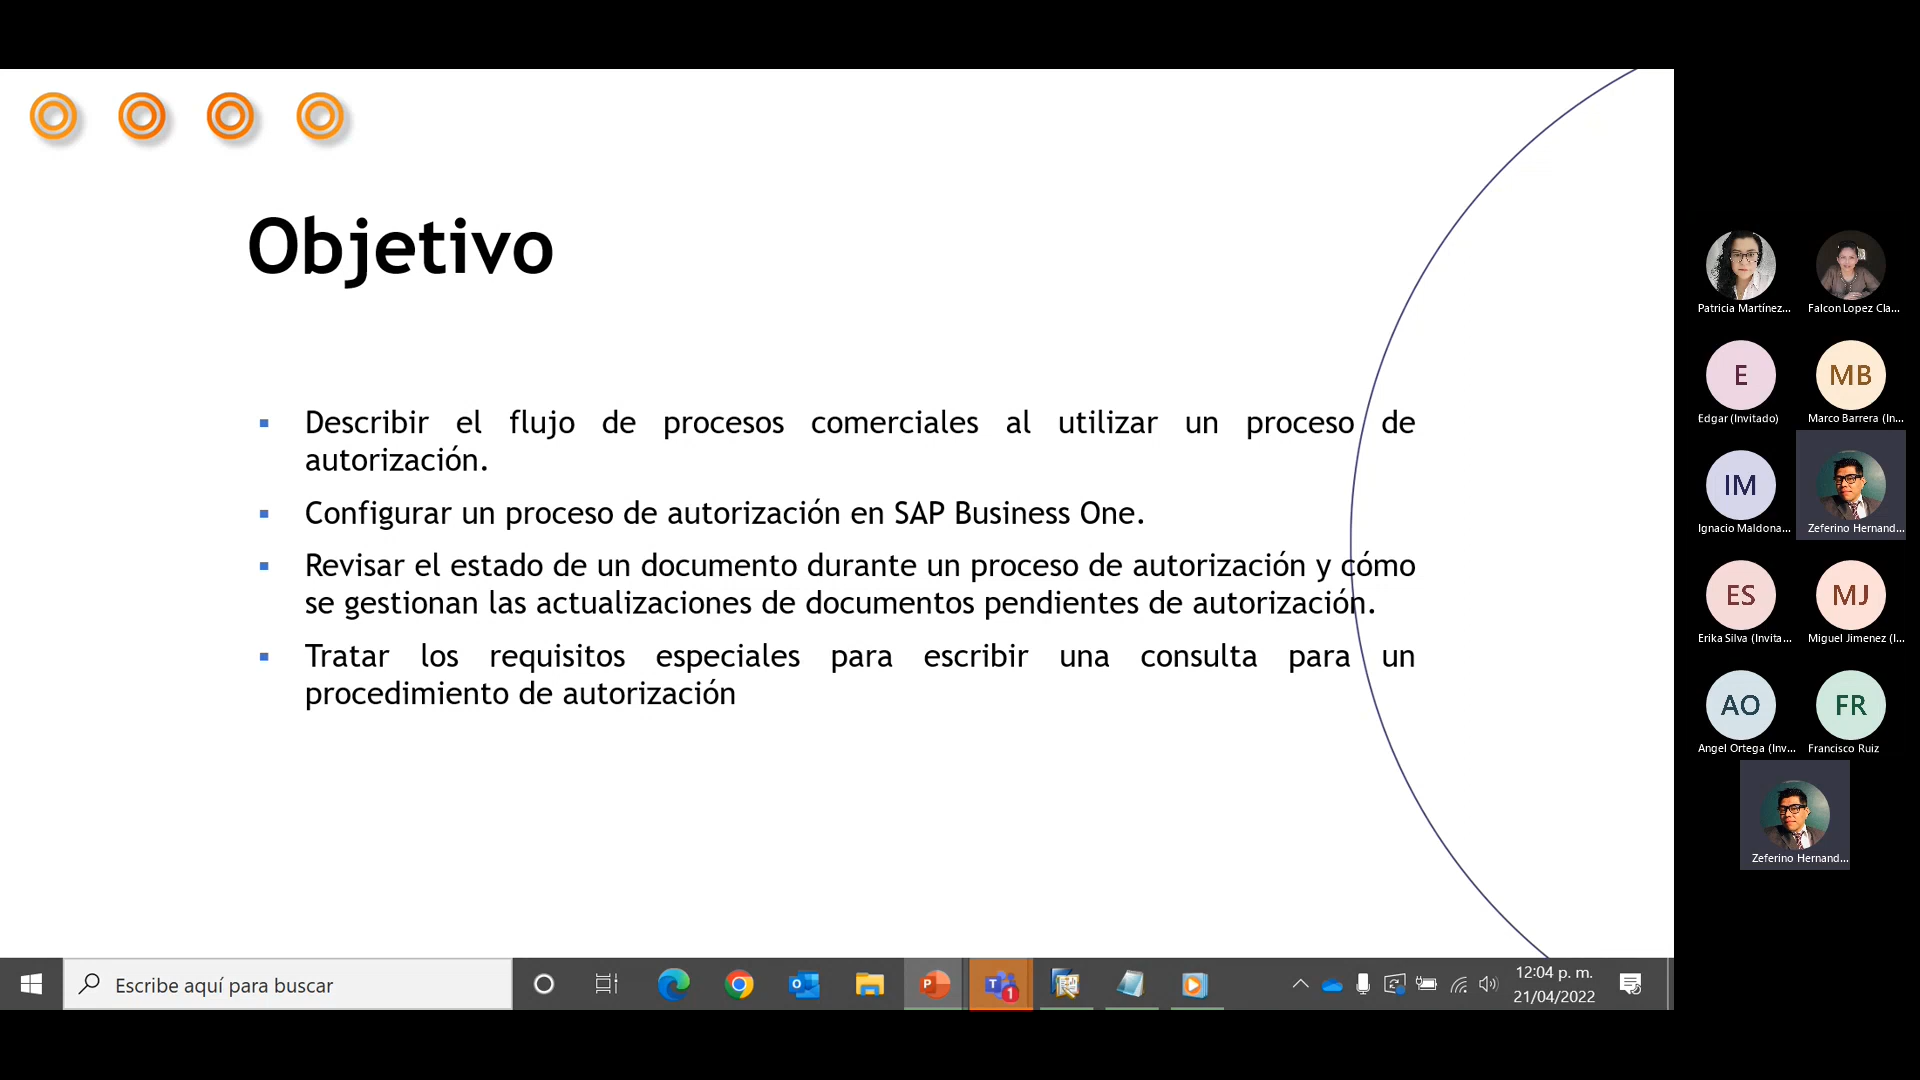 Objetivo
Describir el flujo de procesos comerciales al utilizar un proceso de
autorización.
Configurar un proceso de autorización en SAP Business One.
Revisar el estado de un documento durante un proceso de autorización y cómo
se gestionan las actualizaciones de documentos pendientes de autorización.
Tratar los requisitos especiales para escribir una consulta para un
procedimiento de autorización
Patricia Martínez...
Falcon Lopez Cla...
E
MB
Edgar (Invitado)
Marco Barrera (In...
IM
Ignacio Maldona...
Zeferino Hernand...
ES
MJ
Erika Silva (Invita...
Miguel Jimenez (I...
AO
FR
Angel Ortega (Inv...
Francisco Ruiz
Zeferino Hernand...
Escribe aquí para buscar
1
12:04 p. m.
21/04/2022